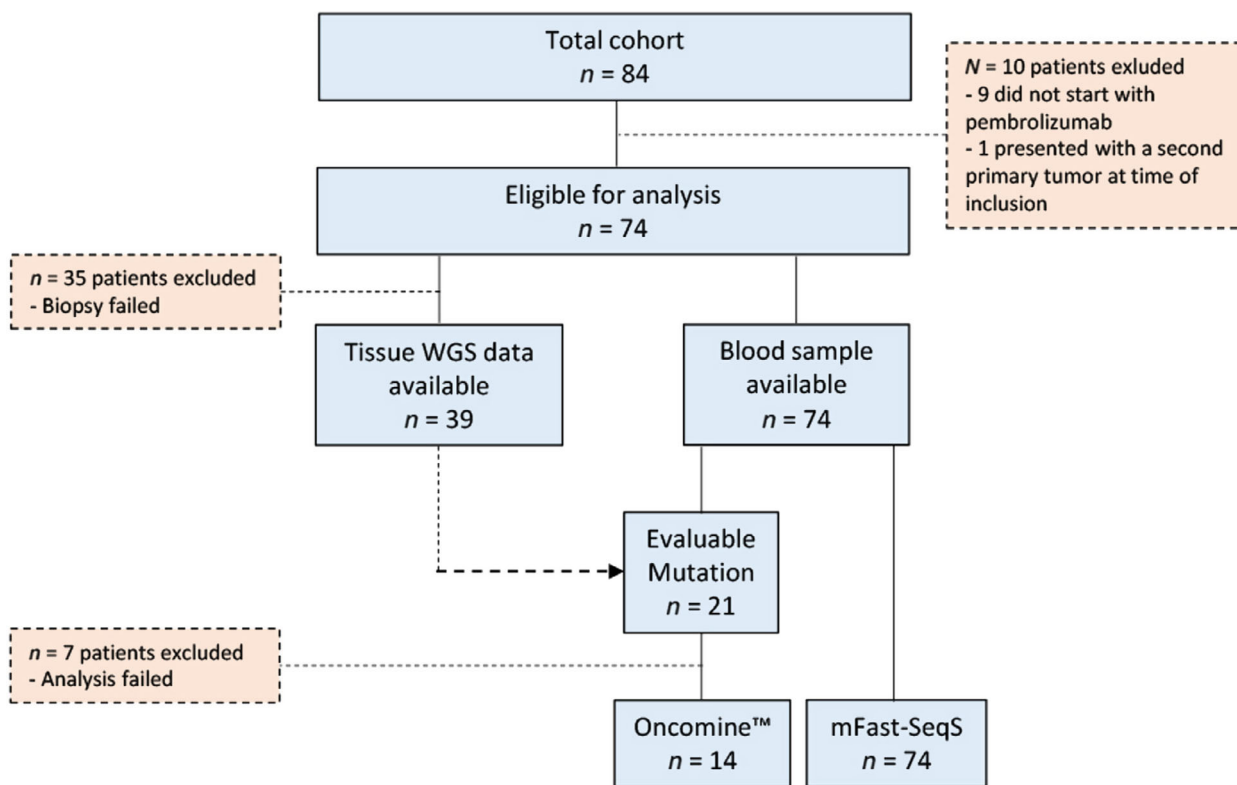 Total cohort
n = 84
N = 10 patients exluded
- 9 did not start with
pembrolizumab
- 1 presented with a second
primary tumor at time of
inclusion
Eligible for analysis
n = 74
n = 35 patients excluded
- Biopsy failed
Tissue WGS data
available
n = 39
Blood sample
available
n = 74
Evaluable
Mutation
n = 21
n = 7 patients excluded
- Analysis failed
Oncomine™
n = 14
mFast-SeqS
n = 74